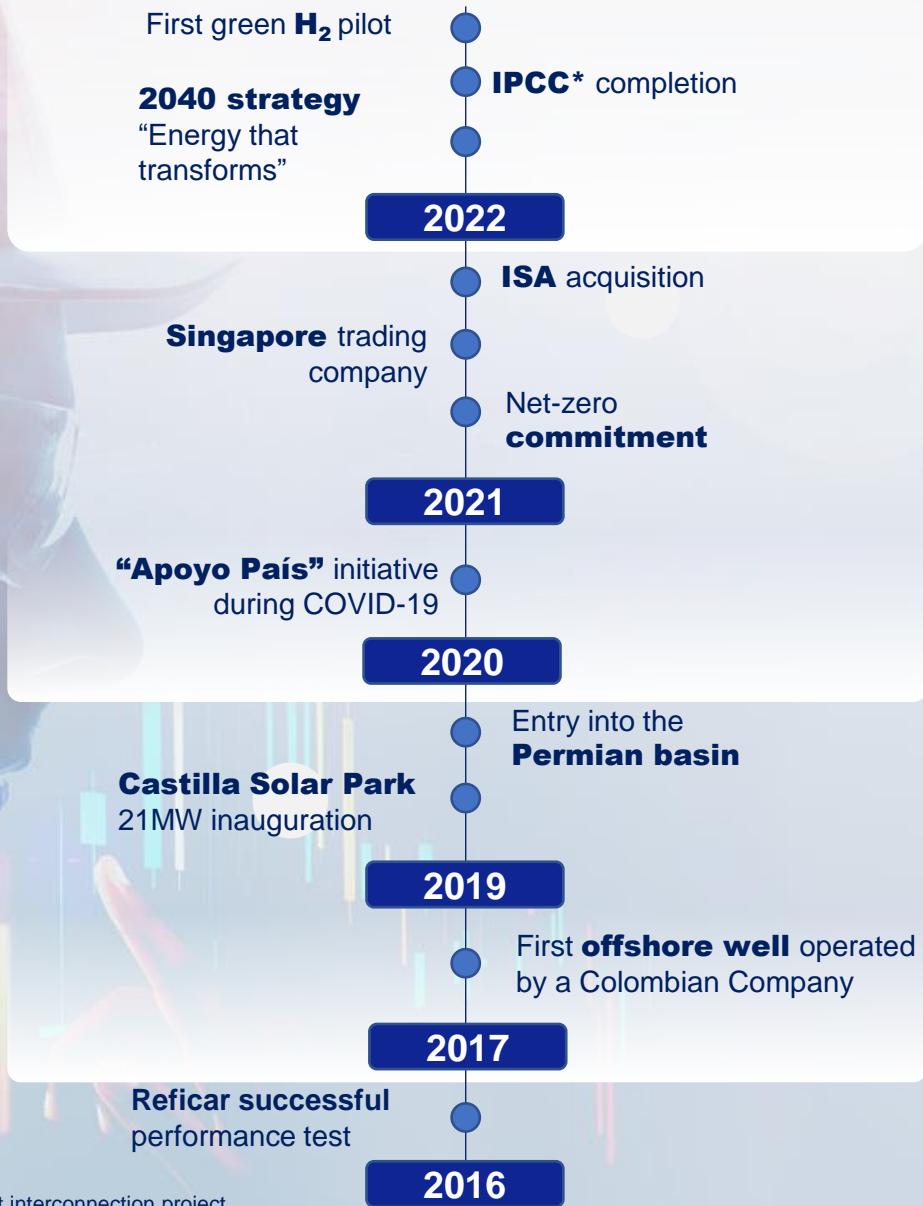 First green H₂ pilot
IPCC* completion
2040 strategy
“Energy that
transforms”
2022
ISA acquisition
Singapore trading
company
Net-zero
commitment
2021
“Apoyo País” initiative
during COVID-19
2020
Entry into the
Permian basin
Castilla Solar Park
21MW inauguration
2019
First offshore well operated
by a Colombian Company
2017
Reficar successful
performance test
2016
interconnection project